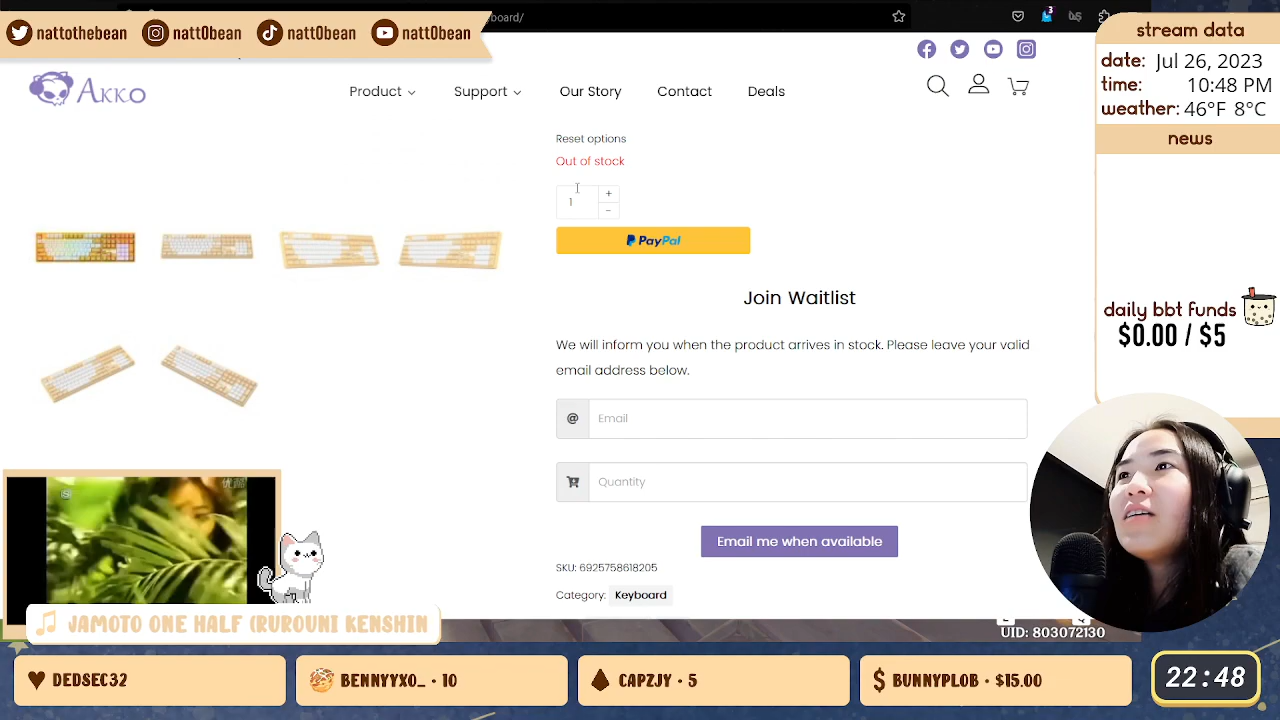 board/
3
nattothebean
natt0bean
natt0bean
natt0bean
AKKO
Product
Support
Our Story
Contact
Deals
Reset options
Out of stock
1
+
-
PayPal
Join Waitlist
We will inform you when the product arrives in stock. Please leave your valid
email address below.
@
Email
Quantity
Email me when available
SKU: 6925758618205
Category: Keyboard
stream data
date: Jul 26, 2023
time: 10:48 PM
weather: 46°F 8°C
news
daily bbt funds
$0.00 / $5
JAMOTO ONE HALF (RUROUNI KENSHIN
UID: 803072130
DEDSEC32
BENNYYXO_ - 10
CAPZJY - 5
$ BUNNYPLOB - $15.00
22:48